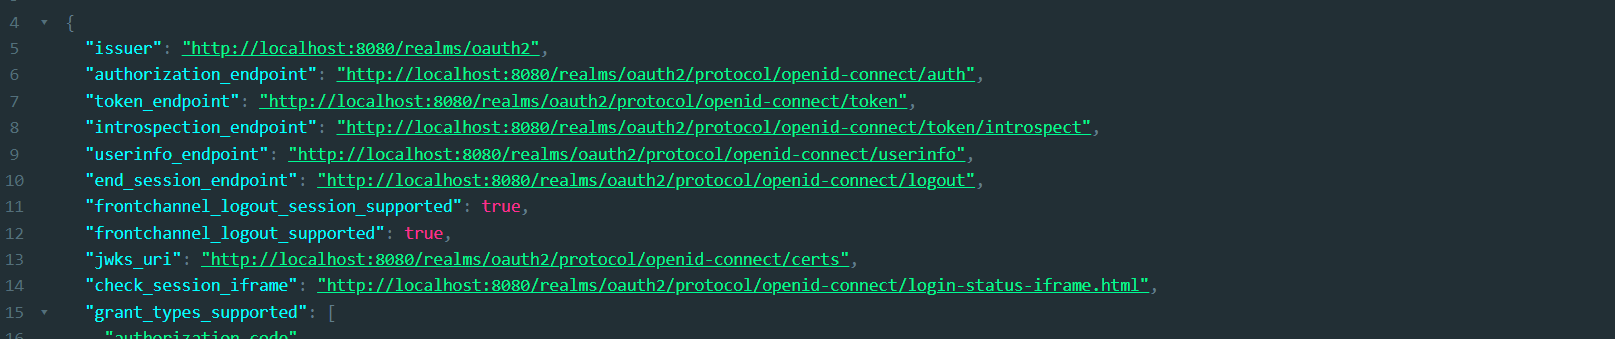 4 {
5 "issuer": "http://localhost:8080/realms/oauth2",
6 "authorization_endpoint": "http://localhost:8080/realms/oauth2/protocol/openid-connect/auth",
7 "token_endpoint": "http://localhost:8080/realms/oauth2/protocol/openid-connect/token",
8 "introspection_endpoint": "http://localhost:8080/realms/oauth2/protocol/openid-connect/token/introspect",
9 "userinfo_endpoint": "http://localhost:8080/realms/oauth2/protocol/openid-connect/userinfo",
10 "end_session_endpoint": "http://localhost:8080/realms/oauth2/protocol/openid-connect/logout",
11 "frontchannel_logout_session_supported": true,
12 "frontchannel_logout_supported": true,
13 "jwks_uri": "http://localhost:8080/realms/oauth2/protocol/openid-connect/certs",
14 "check_session_iframe": "http://localhost:8080/realms/oauth2/protocol/openid-connect/login-status-iframe.html",
15 "grant_types_supported": [
16 "authorization_code"